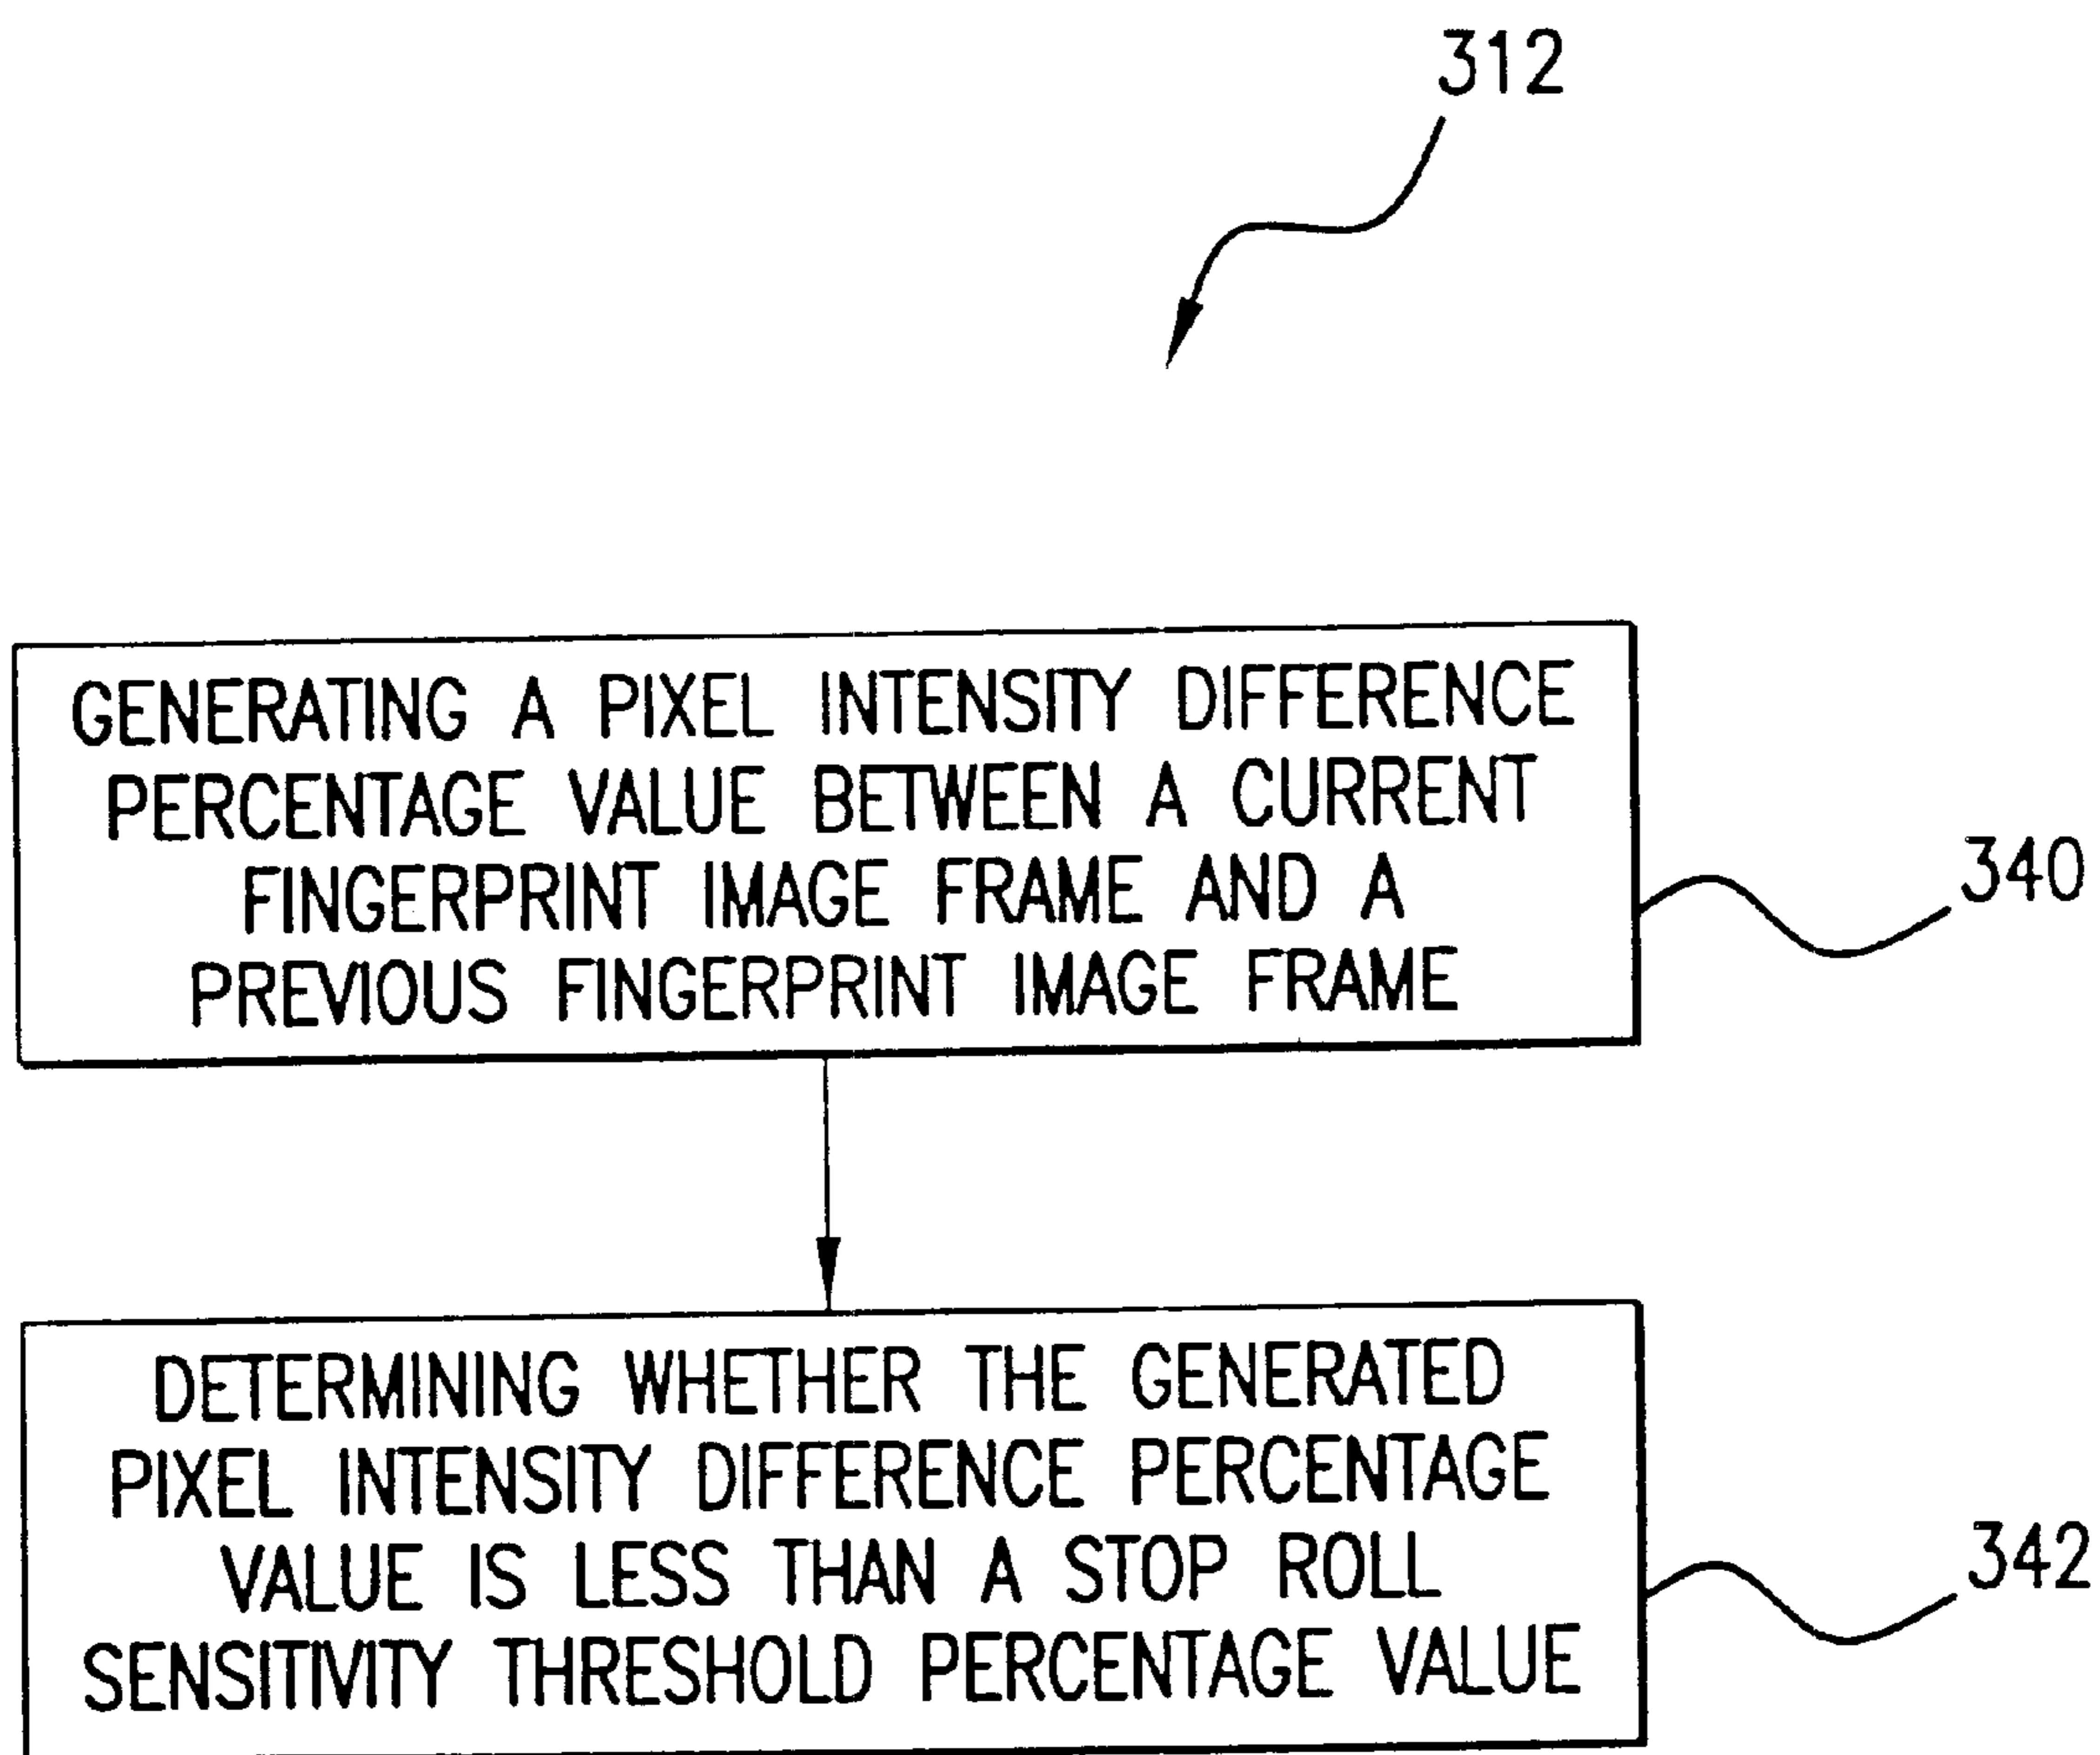 312
GENERATING A PIXEL INTENSITY DIFFERENCE
PERCENTAGE VALUE BETWEEN A CURRENT
FINGERPRINT IMAGE FRAME AND A
PREVIOUS FINGERPRINT IMAGE FRAME
340
DETERMINING WHETHER THE GENERATED
PIXEL INTENSITY DIFFERENCE PERCENTAGE
VALUE IS LESS THAN A STOP ROLL
SENSITIVITY THRESHOLD PERCENTAGE VALUE
342